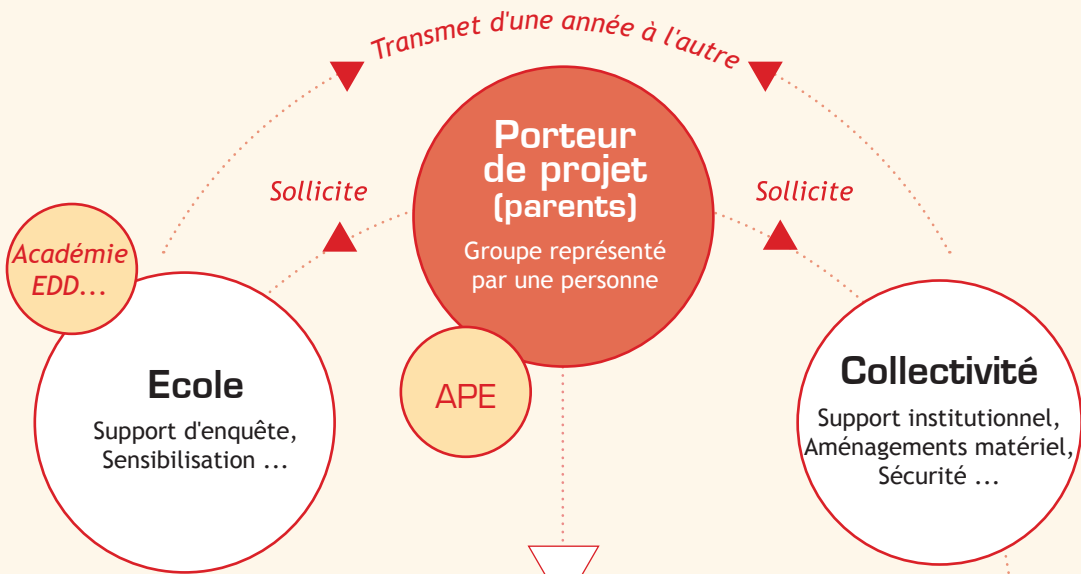 Transmet d'une année à l'autre
Porteur
de projet
(parents)
Groupe représenté
par une personne
Sollicite
Sollicite
Académie
EDD...
APE
Ecole
Support d'enquête,
Sensibilisation ...
Collectivité
Support institutionnel,
Aménagements matériel,
Sécurité ...